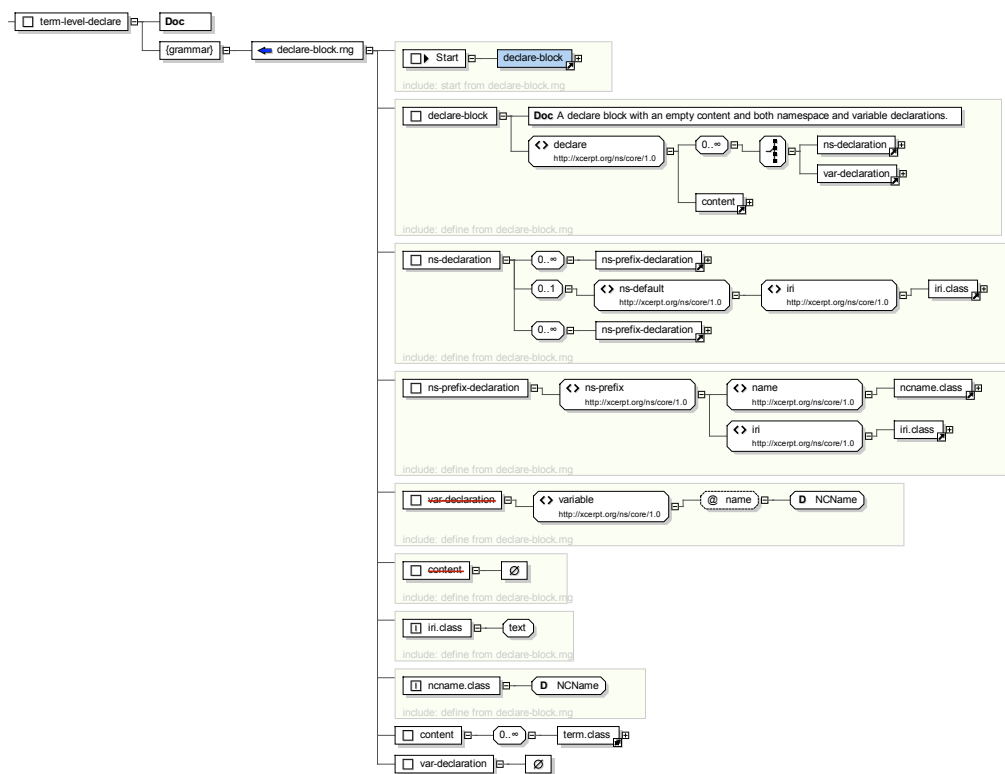 term-level-declare
Doc
{grammar}
declare-block.rng
Start
declare-block
include: start from declare-block.rng
declare-block
Doc A declare block with an empty content and both namespace and variable declarations.
declare
http://xcerpt.org/ns/core/1.0
0..∞
ns-declaration
var-declaration
content
include: define from declare-block.rng
ns-declaration
0..∞
ns-prefix-declaration
0..1
ns-default
http://xcerpt.org/ns/core/1.0
iri
http://xcerpt.org/ns/core/1.0
iri.class
0..∞
ns-prefix-declaration
include: define from declare-block.rng
ns-prefix-declaration
ns-prefix
http://xcerpt.org/ns/core/1.0
name
http://xcerpt.org/ns/core/1.0
ncname.class
iri
http://xcerpt.org/ns/core/1.0
iri.class
include: define from declare-block.rng
var-declaration
variable
http://xcerpt.org/ns/core/1.0
@ name
D NCName
include: define from declare-block.rng
content
Ø
include: define from declare-block.rng
I iri.class
text
include: define from declare-block.rng
I ncname.class
D NCName
include: define from declare-block.rng
content
0..∞
term.class
var-declaration
Ø